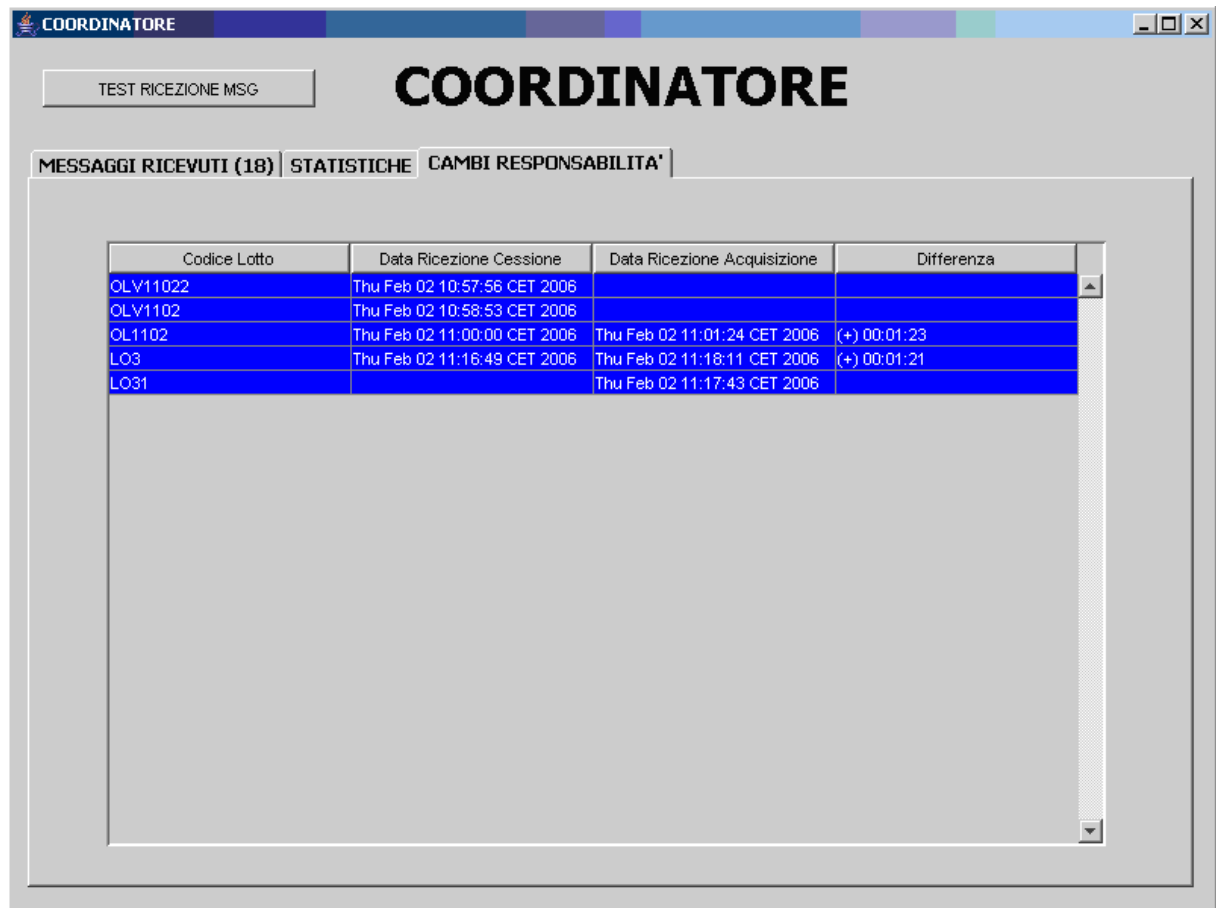 COORDINATORE
TEST RICEZIONE MSG
COORDINATORE
MESSAGGI RICEVUTI (18) STATISTICHE CAMBI RESPONSABILITA'
Codice Lotto Data Ricezione Cessione Data Ricezione Acquisizione Differenza
OLV11022 Thu Feb 02 10:57:56 CET 2006
OLV1102 Thu Feb 02 10:58:53 CET 2006
OL1102 Thu Feb 02 11:00:00 CET 2006 Thu Feb 02 11:01:24 CET 2006 (+) 00:01:23
LO3 Thu Feb 02 11:16:49 CET 2006 Thu Feb 02 11:18:11 CET 2006 (+) 00:01:21
LO31 Thu Feb 02 11:17:43 CET 2006